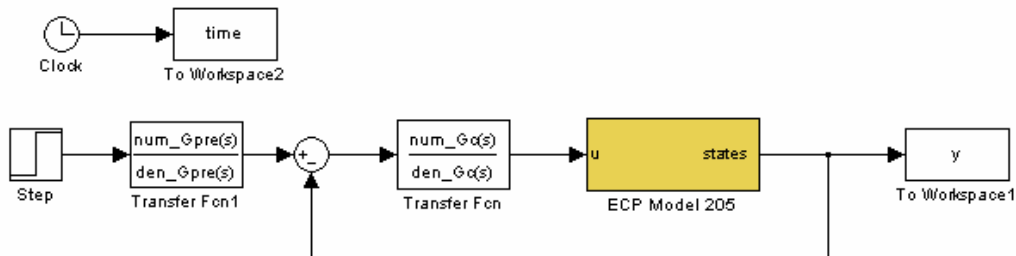 time
Clock
To Workspace2
num_Gpre(s)
den_Gpre(s)
+
-
num_Gc(s)
den_Gc(s)
u
states
y
Step
Transfer Fcn1
Transfer Fcn
ECP Model 205
To Workspace1